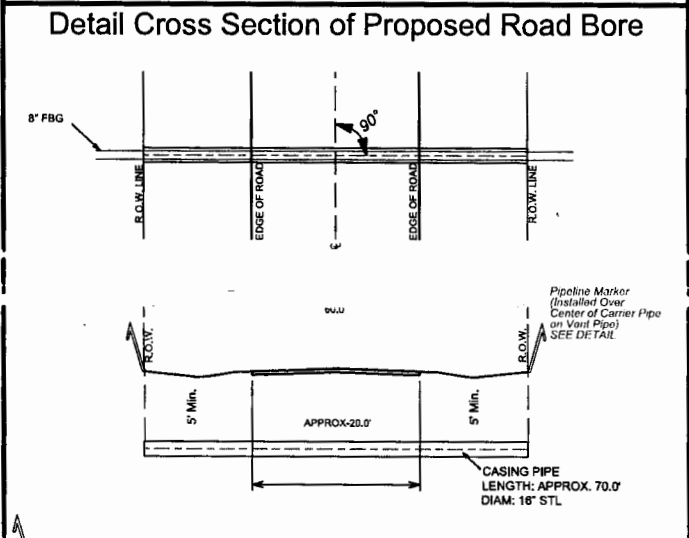 Detail Cross Section of Proposed Road Bore
8" FBG
90°
R.O.W. LINE
EDGE OF ROAD
EDGE OF ROAD
R.O.W. LINE
Pipeline Marker
(Installed Over
Center of Carrier Pipe
on Vent Pipe)
SEE DETAIL
R.O.W.
R.O.W.
5' Min.
APPROX-20.0'
5' Min.
CASING PIPE
LENGTH: APPROX. 70.0'
DIAM: 16" STL